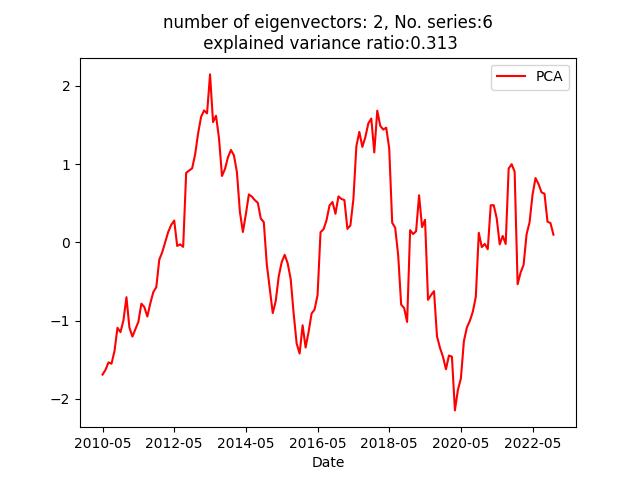 number of eigenvectors: 2, No. series:6
explained variance ratio:0.313
PCA
2
1
0
−1
−2
2010-05 2012-05 2014-05 2016-05 2018-05 2020-05 2022-05
Date